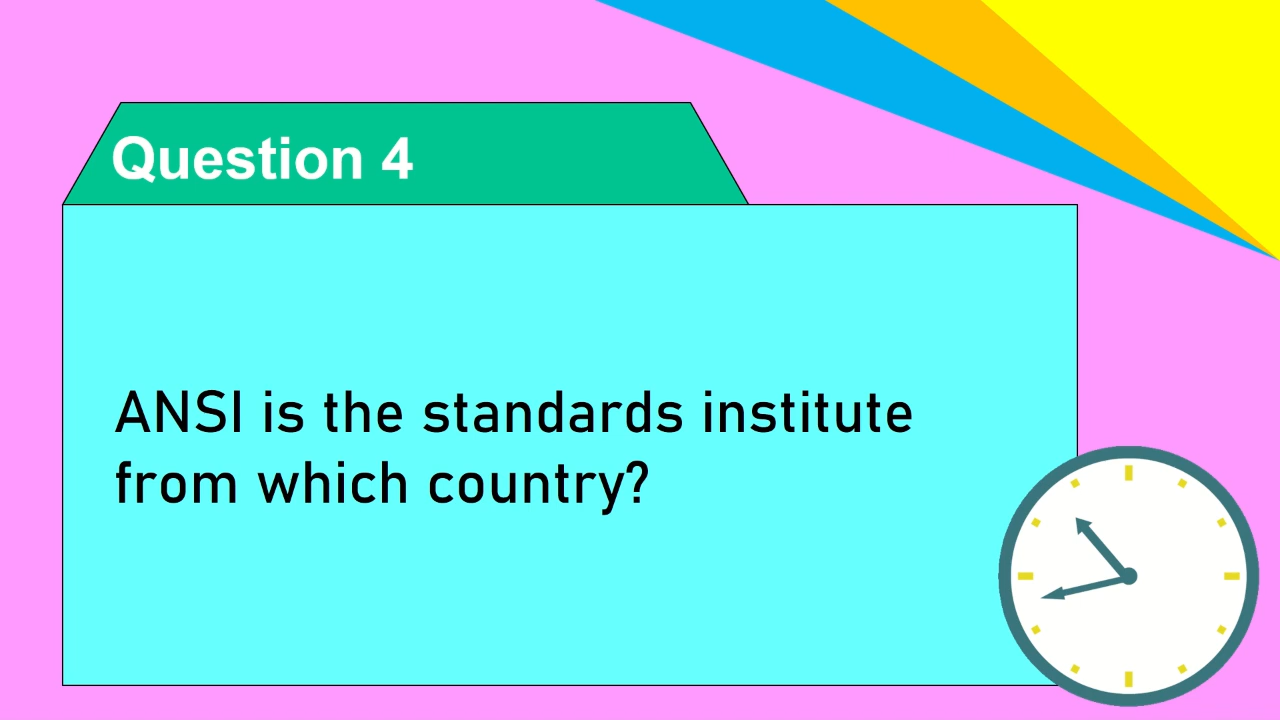 Question 4
ANSI is the standards institute
from which country?